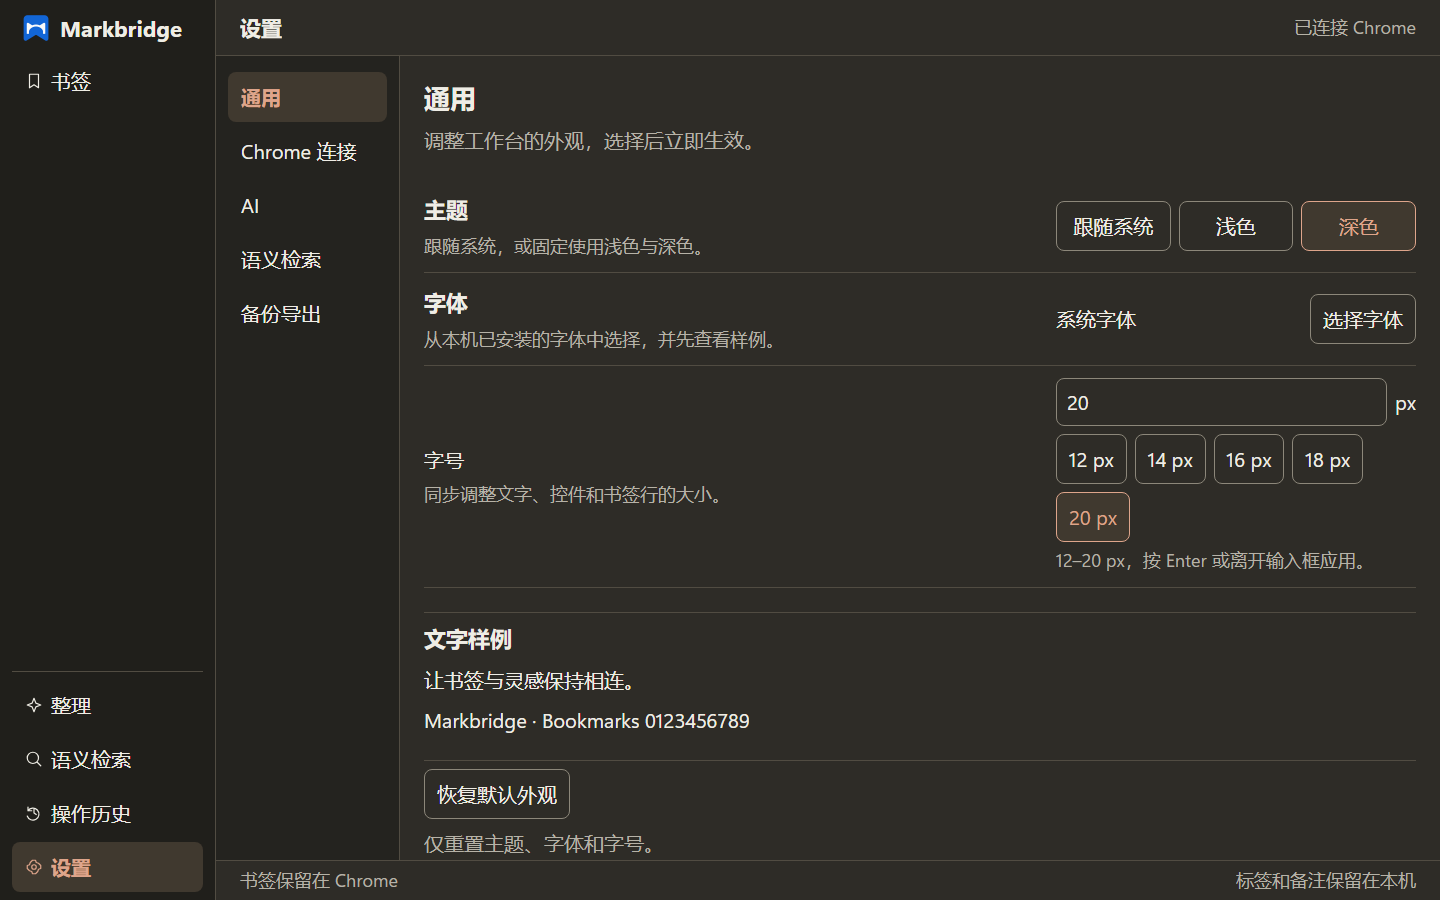 Markbridge
书签
整理
语义检索
操作历史
设置
设置
已连接 Chrome
通用
Chrome 连接
AI
语义检索
备份导出
通用
调整工作台的外观，选择后立即生效。
主题
跟随系统，或固定使用浅色与深色。
跟随系统
浅色
深色
字体
从本机已安装的字体中选择，并先查看样例。
系统字体
选择字体
字号
同步调整文字、控件和书签行的大小。
20 px
12 px
14 px
16 px
18 px
20 px
12–20 px，按 Enter 或离开输入框应用。
文字样例
让书签与灵感保持相连。
Markbridge · Bookmarks 0123456789
恢复默认外观
仅重置主题、字体和字号。
书签保留在 Chrome
标签和备注保留在本机